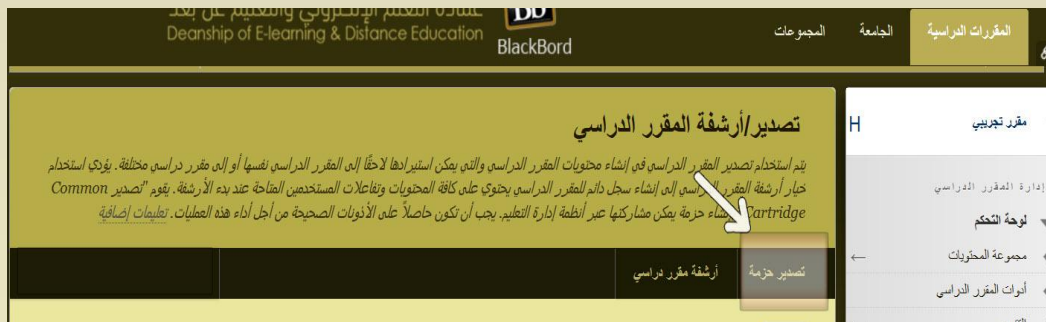 عمادة التعلم الإلكتروني والتعليم عن بعد
Deanship of E-learning & Distance Education
BlackBord
المقررات الدراسية
الجامعة
المجموعات
تصدير/أرشفة المقرر الدراسي
يتم استخدام تصدير المقرر الدراسي في إنشاء محتويات المقرر الدراسي والتي يمكن استيرادها لاحقًا إلى المقرر الدراسي نفسها أو إلى مقرر دراسي مختلفة. يؤدي استخدام
خيار أرشفة المقرر الدراسي إلى إنشاء سجل دائم للمقرر الدراسي يحتوي على كافة المحتويات وتفاعلات المستخدمين المتاحة عند بدء الأرشفة. يقوم "تصدير Common
Cartridge حزمة يمكن مشاركتها عبر أنظمة إدارة التعليم. يجب أن تكون حاصلاً على الأذونات الصحيحة من أجل أداء هذه العمليات. تعليمات إضافية
تصدير حزمة
أرشفة مقرر دراسي
مقرر تجريبي
H
إدارة المقرر الدراسي
لوحة التحكم
مجموعة المحتويات
أدوات المقرر الدراسي